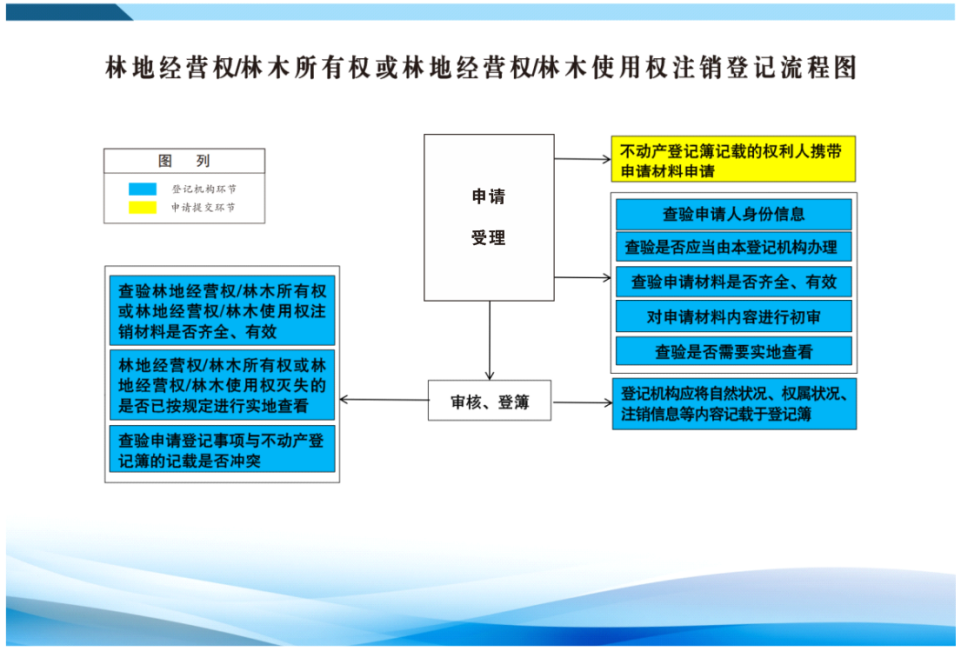 林地经营权/林木所有权或林地经营权/林木使用权注销登记流程图
图 列
登记机构环节
申请提交环节
申请
受理
不动产登记簿记载的权利人携带
申请材料申请
查验申请人身份信息
查验是否应当由本登记机构办理
查验申请材料是否齐全、有效
对申请材料内容进行初审
查验是否需要实地查看
审核、登簿
登记机构应将自然状况、权属状况、
注销信息等内容记载于登记簿
查验林地经营权/林木所有权
或林地经营权/林木使用权注
销材料是否齐全、有效
林地经营权/林木所有权或林
地经营权/林木使用权灭失的
是否已按规定进行实地查看
查验申请登记事项与不动产登
记簿的记载是否冲突